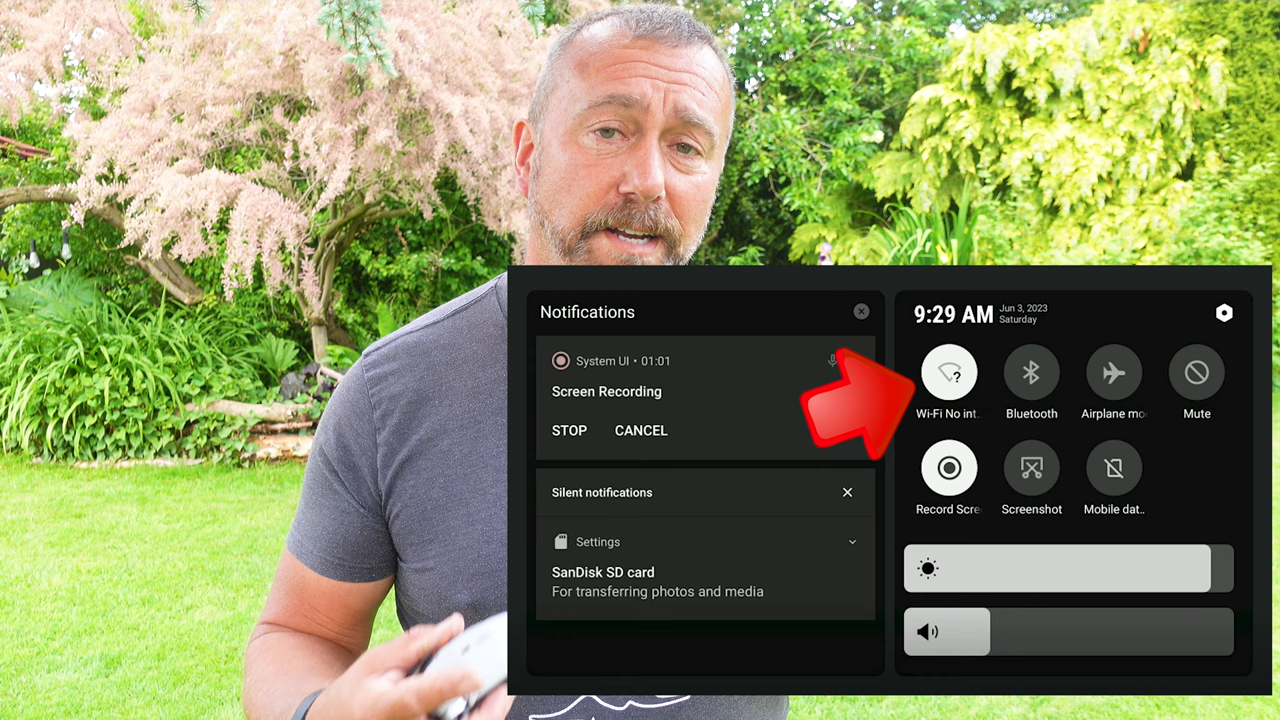 Notifications
System UI • 01:01
Screen Recording
STOP CANCEL
Silent notifications
Settings
SanDisk SD card
For transferring photos and media
9:29 AM
Jun 3, 2023
Saturday
Wi-Fi No int..
Bluetooth
Airplane mo
Mute
Record Scre
Screenshot
Mobile dat..